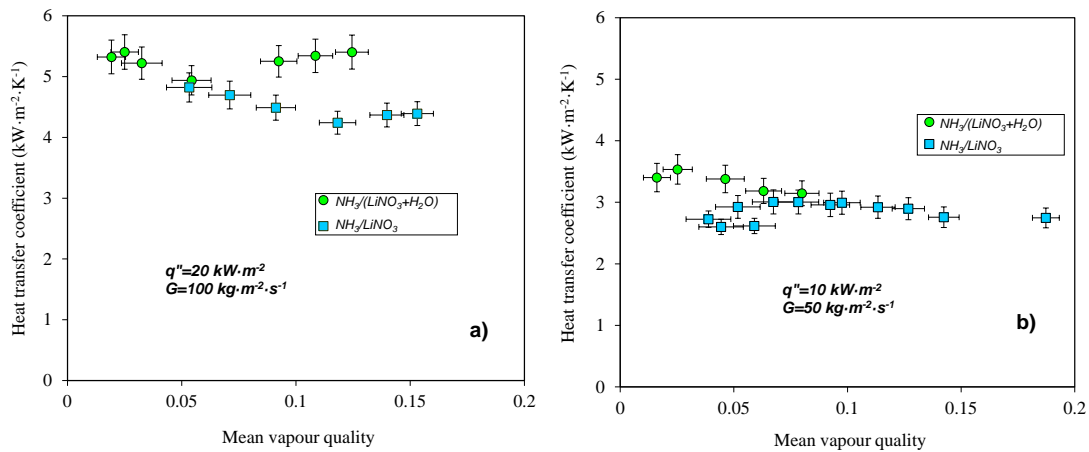 6
5
4
3
2
1
0
Heat transfer coefficient (kW·m⁻²·K⁻¹)
NH₃/(LiNO₃+H₂O)
NH₃/LiNO₃
q"=20 kW·m⁻²
G=100 kg·m⁻²·s⁻¹
a)
0 0.05 0.1 0.15 0.2
Mean vapour quality
6
5
4
3
2
1
0
Heat transfer coefficient (kW·m⁻²·K⁻¹)
NH₃/(LiNO₃+H₂O)
NH₃/LiNO₃
q"=10 kW·m⁻²
G=50 kg·m⁻²·s⁻¹
b)
0 0.05 0.1 0.15 0.2
Mean vapour quality